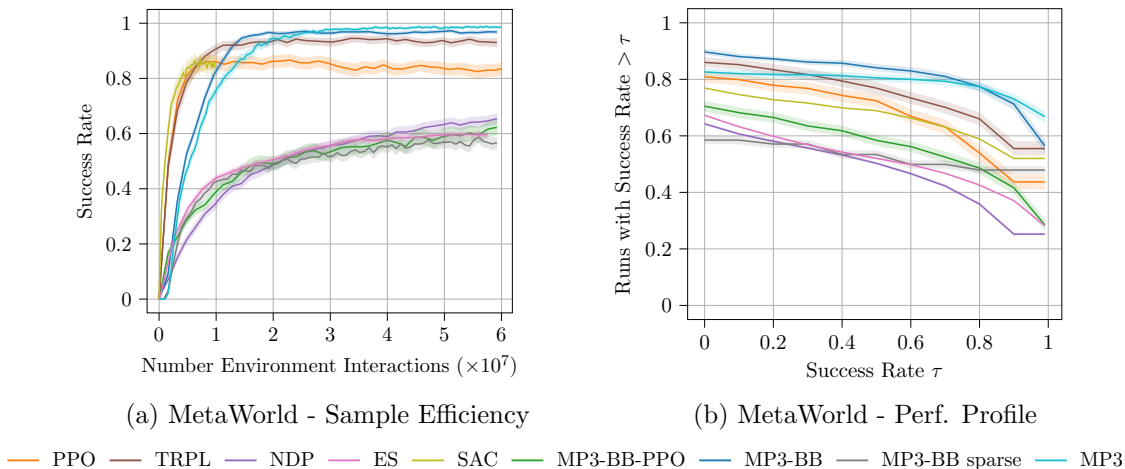 1
0.8
0.6
0.4
0.2
0
Success Rate
0 1 2 3 4 5 6
Number Environment Interactions (×10⁷)
(a) MetaWorld - Sample Efficiency
1
0.8
0.6
0.4
0.2
0
Runs with Success Rate > τ
0 0.2 0.4 0.6 0.8 1
Success Rate τ
(b) MetaWorld - Perf. Profile
PPO TRPL NDP ES SAC MP3-BB-PPO MP3-BB MP3-BB sparse MP3